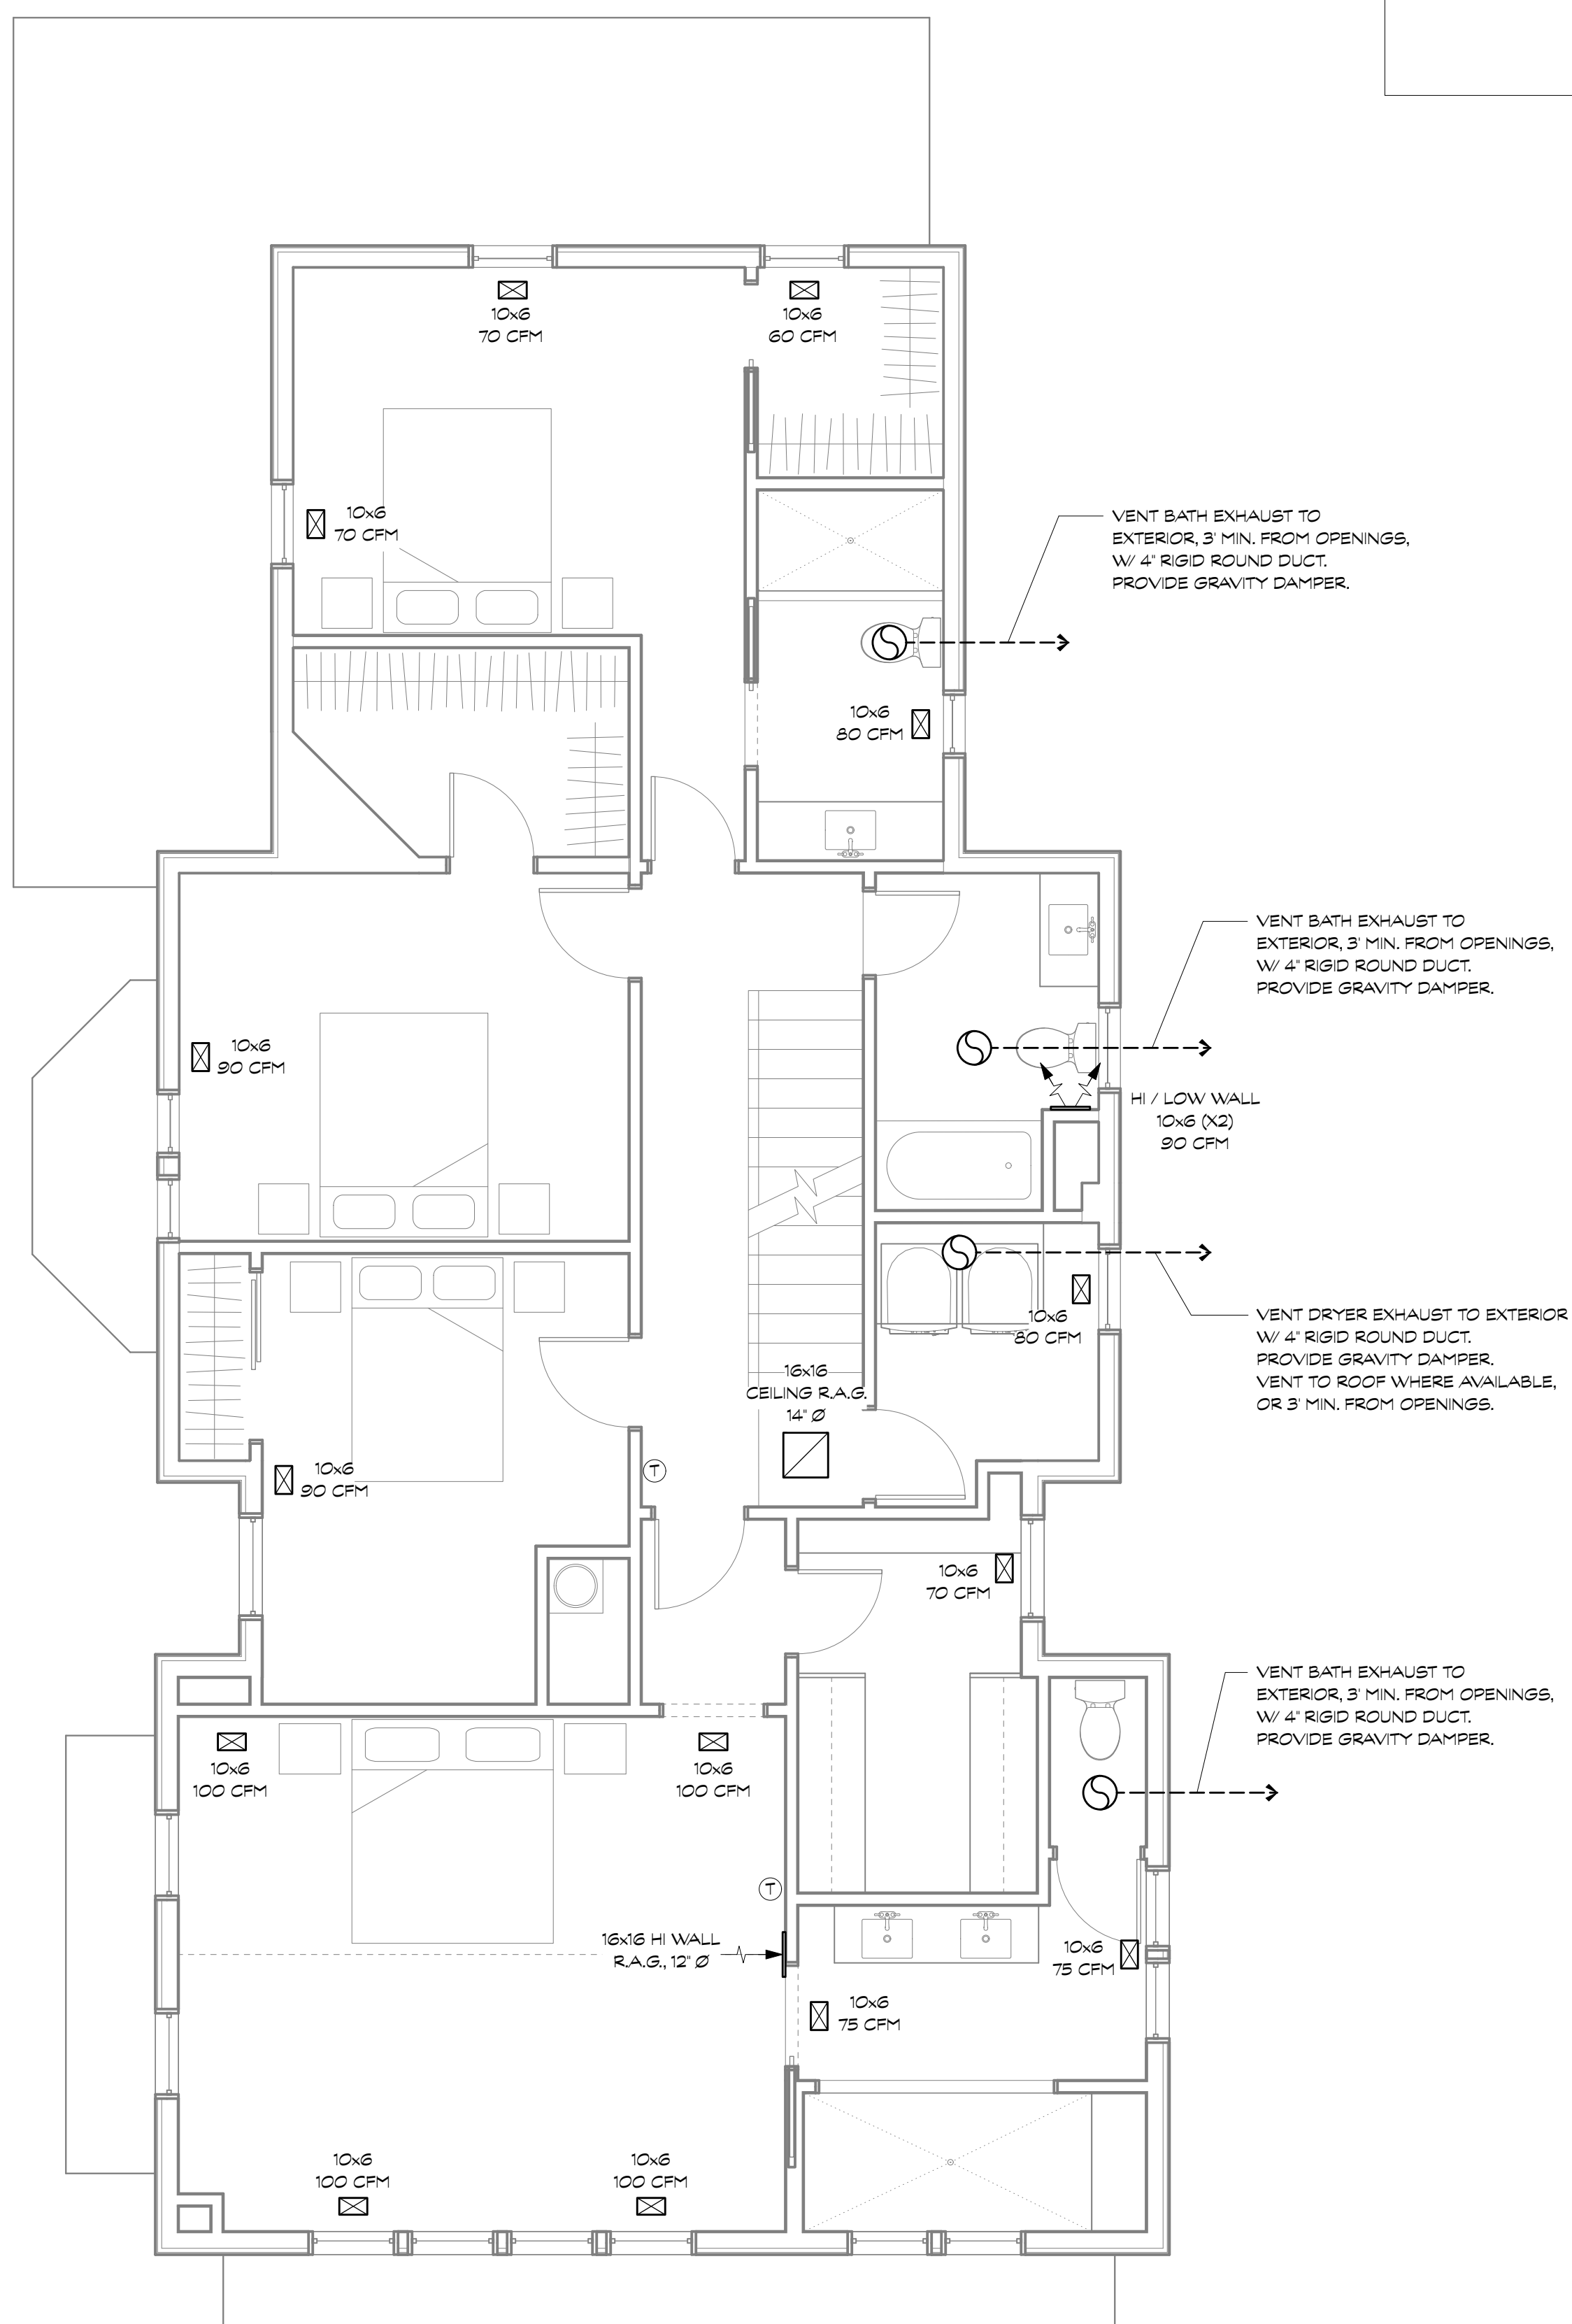 10x6
70 CFM
10x6
60 CFM
10x6
70 CFM
VENT BATH EXHAUST TO
EXTERIOR, 3' MIN. FROM OPENINGS,
W/ 4" RIGID ROUND DUCT.
PROVIDE GRAVITY DAMPER.
10x6
80 CFM
VENT BATH EXHAUST TO
EXTERIOR, 3' MIN. FROM OPENINGS,
W/ 4" RIGID ROUND DUCT.
PROVIDE GRAVITY DAMPER.
10x6
90 CFM
HI / LOW WALL
10x6 (X2)
90 CFM
10x6
80 CFM
VENT DRYER EXHAUST TO EXTERIOR
W/ 4" RIGID ROUND DUCT.
PROVIDE GRAVITY DAMPER.
VENT TO ROOF WHERE AVAILABLE,
OR 3' MIN. FROM OPENINGS.
16x16
CEILING R.A.G.
14" Ø
T
10x6
90 CFM
10x6
70 CFM
VENT BATH EXHAUST TO
EXTERIOR, 3' MIN. FROM OPENINGS,
W/ 4" RIGID ROUND DUCT.
PROVIDE GRAVITY DAMPER.
10x6
100 CFM
10x6
100 CFM
T
16x16 HI WALL
R.A.G., 12" Ø
10x6
75 CFM
10x6
75 CFM
10x6
100 CFM
10x6
100 CFM